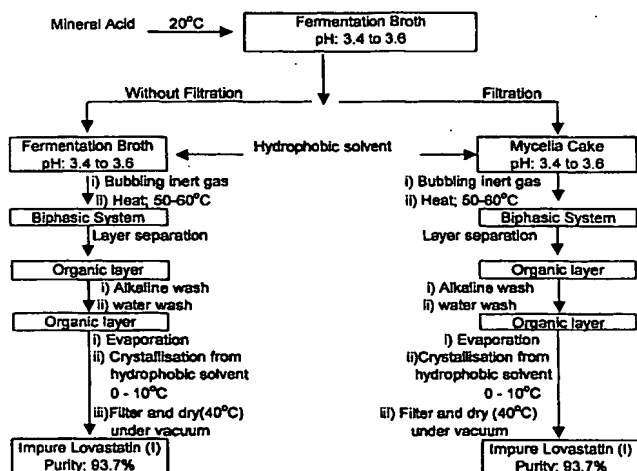 Mineral Acid
20°C
Fermentation Broth
pH: 3.4 to 3.6
Without Filtration
Filtration
Fermentation Broth
pH: 3.4 to 3.6
Hydrophobic solvent
Mycelia Cake
pH: 3.4 to 3.6
i) Bubbling inert gas
ii) Heat; 50-60°C
Biphasic System
Layer separation
Organic layer
i) Alkaline wash
ii) water wash
Organic layer
i) Evaporation
ii) Crystallisation from
hydrophobic solvent
0 - 10°C
iii)Filter and dry(40°C)
under vacuum
Impure Lovastatin (I)
Purity: 93.7%
i) Bubbling inert gas
ii) Heat; 50-60°C
Biphasic System
Layer separation
Organic layer
i) Alkaline wash
ii) water wash
Organic layer
i) Evaporation
ii)Crystallisation from
hydrophobic solvent
0 - 10°C
iii) Filter and dry (40°C)
under vacuum
Impure Lovastatin (I)
Purity: 93.7%